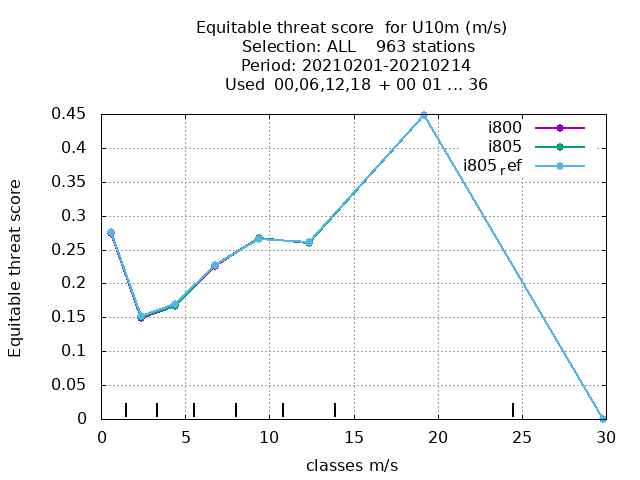 Equitable threat score  for U10m (m/s)
Selection: ALL    963 stations
Period: 20210201-20210214
Used  00,06,12,18  + 00 01 ... 36
0.45
0.4
0.35
0.3
0.25
0.2
0.15
0.1
0.05
0
Equitable threat score
i800
i805
i805ref
0 5 10 15 20 25 30
classes m/s